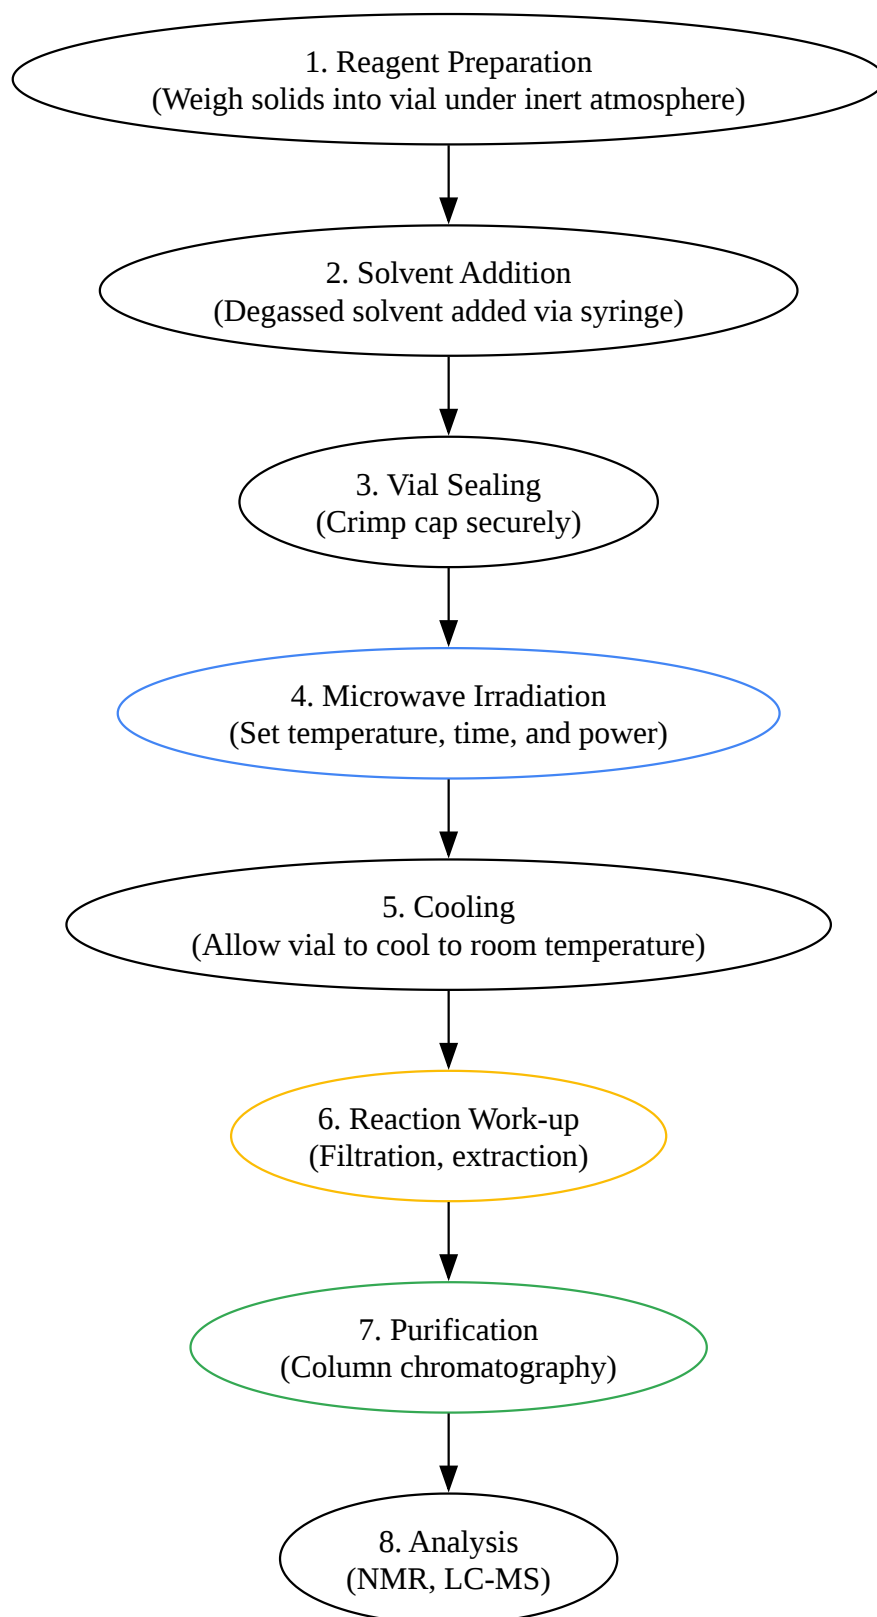 1. Reagent Preparation
(Weigh solids into vial under inert atmosphere)
2. Solvent Addition
(Degassed solvent added via syringe)
3. Vial Sealing
(Crimp cap securely)
4. Microwave Irradiation
(Set temperature, time, and power)
5. Cooling
(Allow vial to cool to room temperature)
6. Reaction Work-up
(Filtration, extraction)
7. Purification
(Column chromatography)
8. Analysis
(NMR, LC-MS)